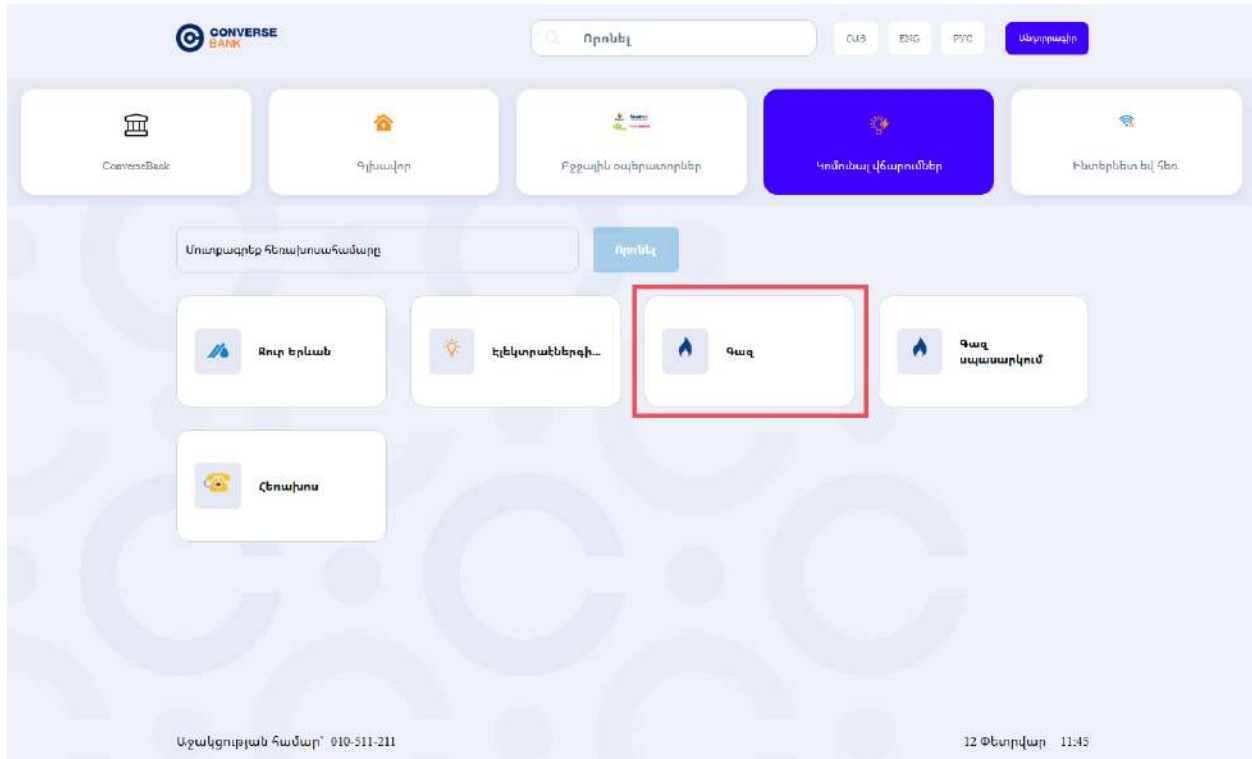 CONVERSE
BANK
Որոնել
ՀԱՅ
ENG
РУС
Անդորրագիր
ConverseBank
Գլխավոր
Բջջային օպերատորներ
Կոմունալ վճարումներ
Ինտերնետ եվ հեռ.
Մուտքագրեք հեռախոսահամարը
Որոնել
Ջուր Երևան
Էլեկտրաէներգի...
Գազ
Գազ
սպասարկում
Հեռախոս
Աջակցության համար՝ 010-511-211
12 Փետրվար 11:45